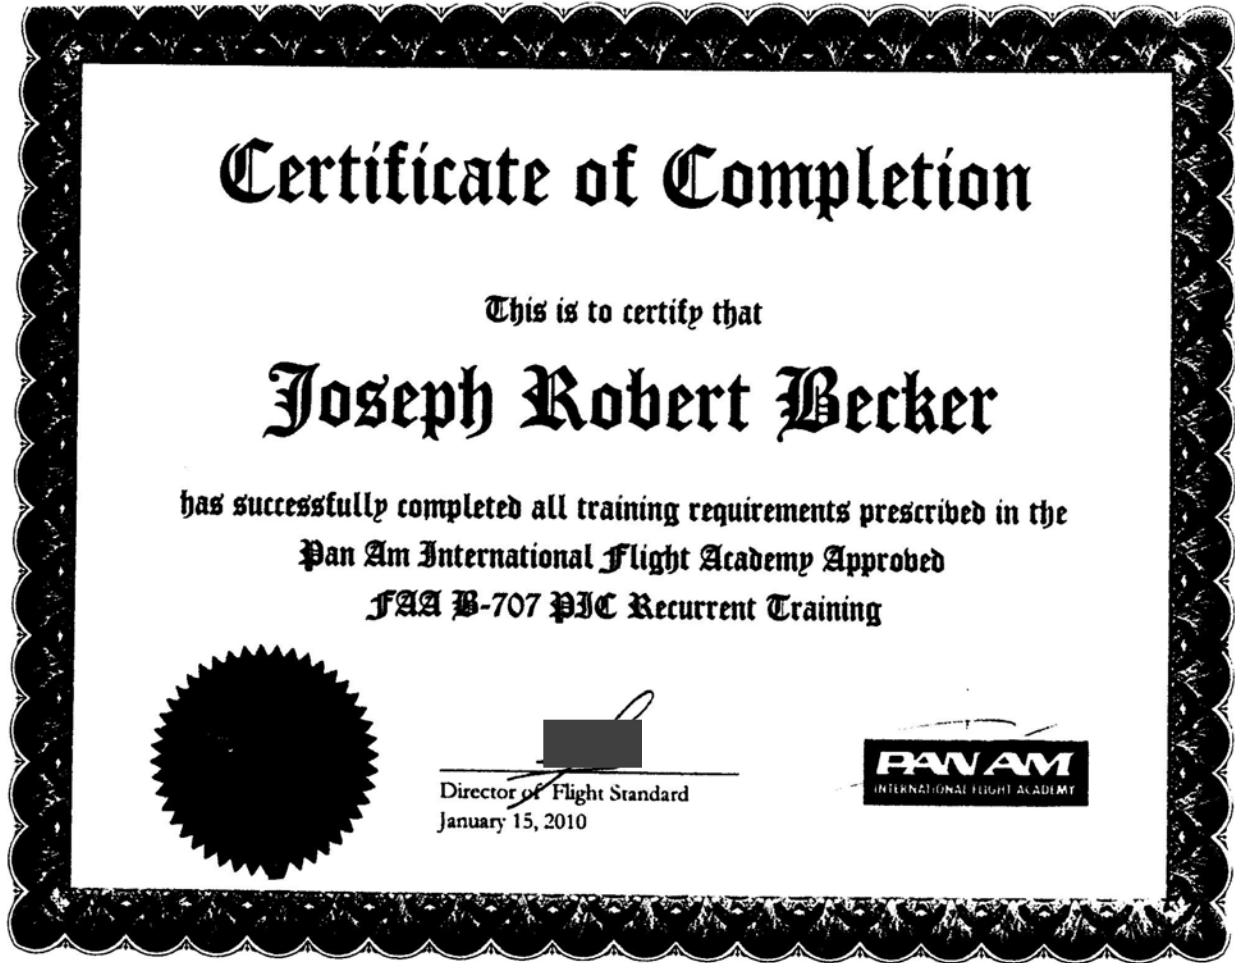 Certificate of Completion
This is to certify that
Joseph Robert Becker
has successfully completed all training requirements prescribed in the
Pan Am International Flight Academy Approved
FAA B-707 PIC Recurrent Training
Director of Flight Standard
January 15, 2010
PAN AM
INTERNATIONAL FLIGHT ACADEMY